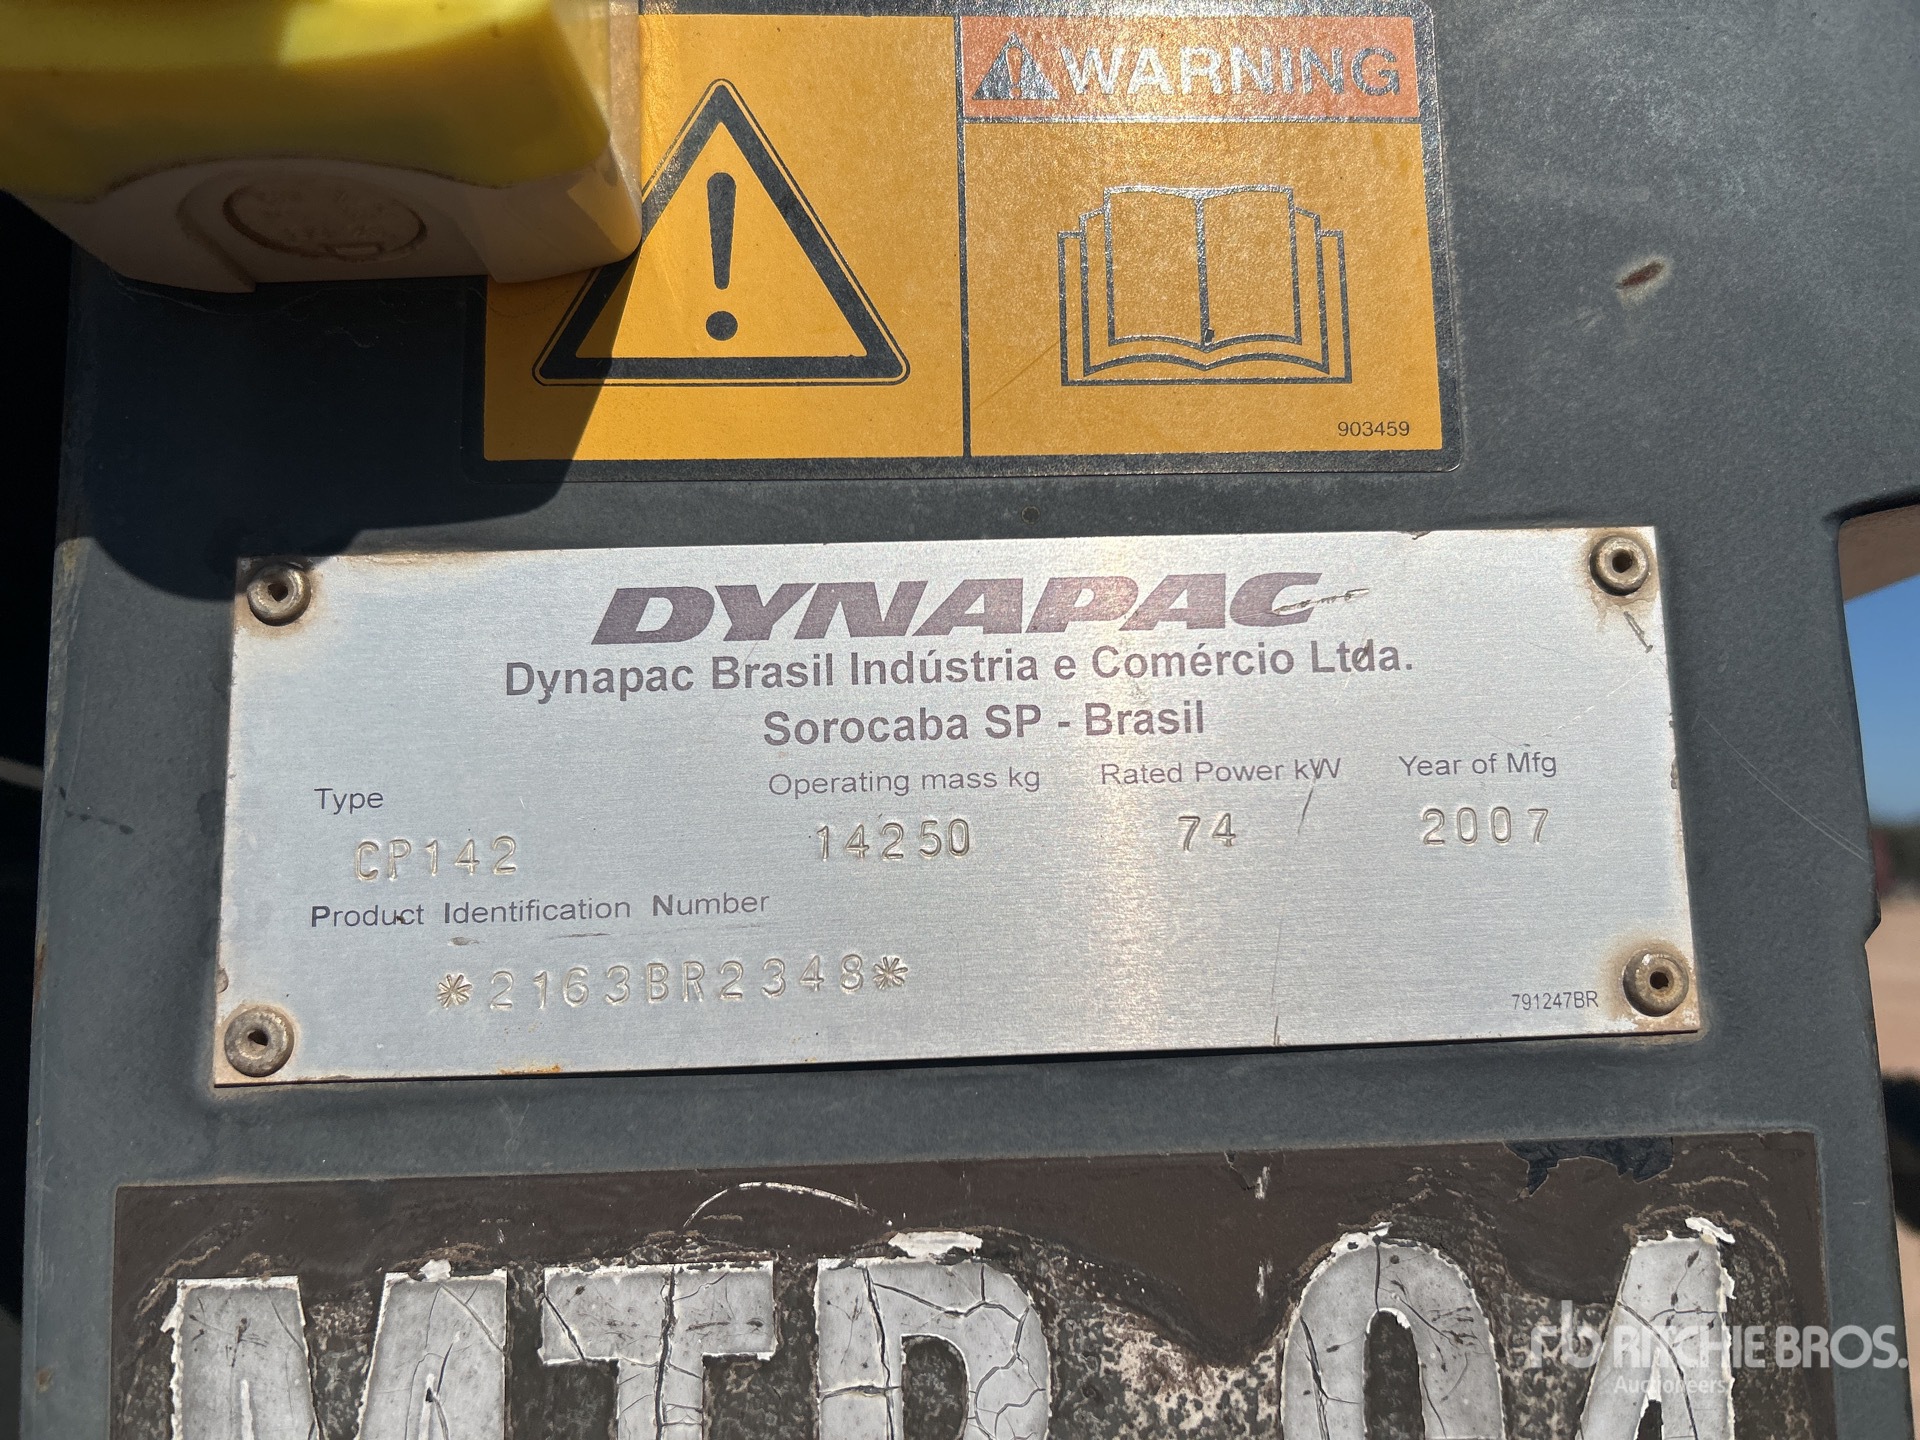 WARNING
903459
DYNAPAC
Dynapac Brasil Indústria e Comércio Ltda.
Sorocaba SP - Brasil
Type Operating mass kg Rated Power kW Year of Mfg
CP142 14250 74 2007
Product Identification Number
*2163BR2348*
791247BR
rb RITCHIE BROS.
Auctioneers